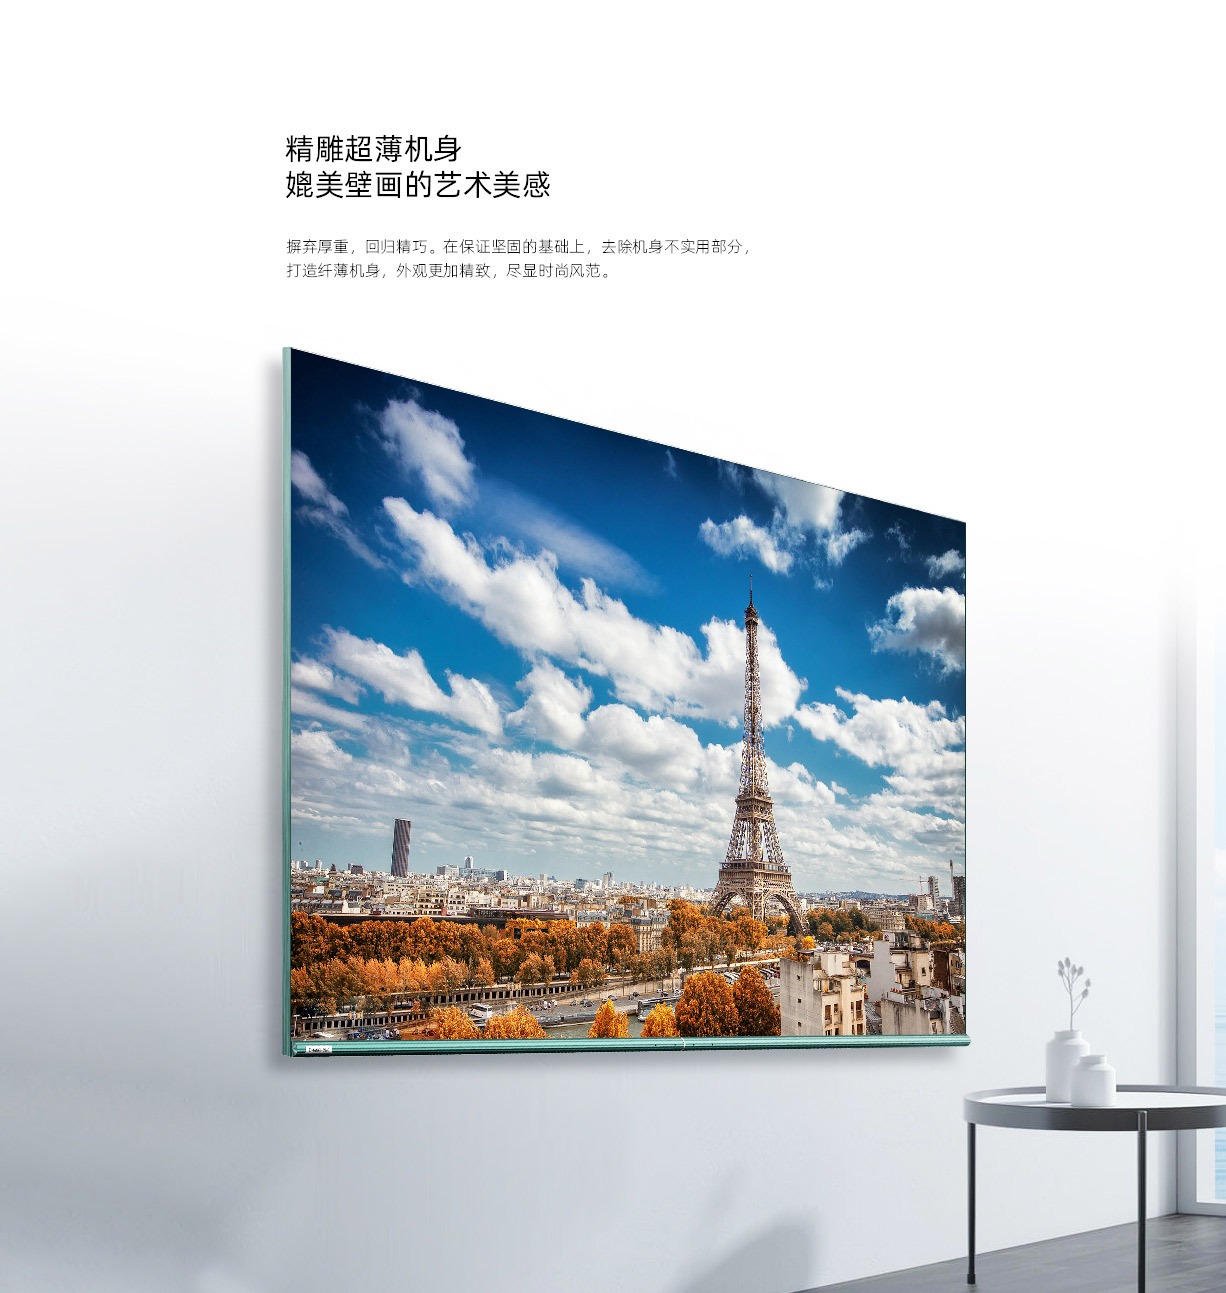 精雕超薄机身
媲美壁画的艺术美感
摒弃厚重，回归精巧。在保证坚固的基础上，去除机身不实用部分，
打造纤薄机身，外观更加精致，尽显时尚风范。